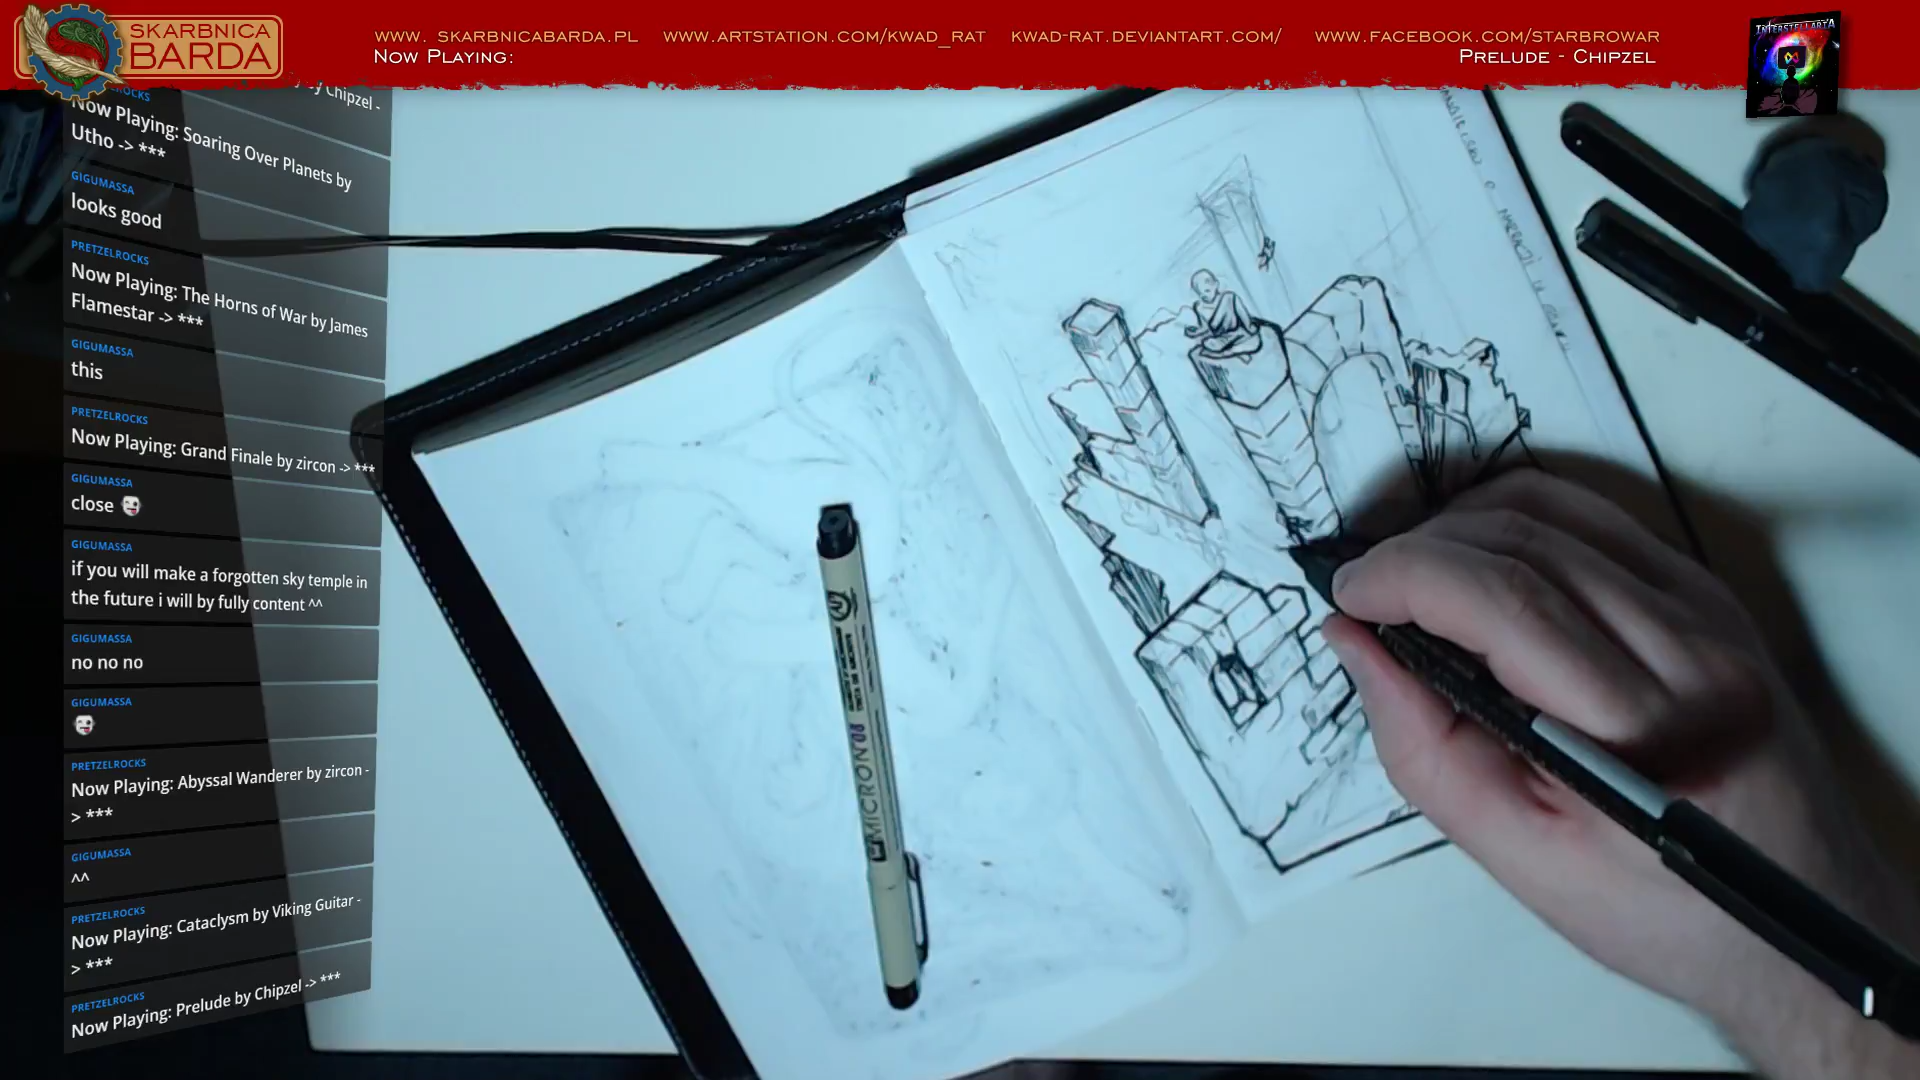 SKARBNICA
BARDA
WWW. SKARBNICABARDA.PL WWW.ARTSTATION.COM/KWAD_RAT KWAD-RAT.DEVIANTART.COM/ WWW.FACEBOOK.COM/STARBROWAR
NOW PLAYING: PRELUDE - CHIPZEL
INTERSTELLARIA
by Chipzel -
Now Playing: Soaring Over Planets by
Utho -> ***
GIGUMASSA
looks good
PRETZELROCKS
Now Playing: The Horns of War by James
Flamestar -> ***
GIGUMASSA
this
PRETZELROCKS
Now Playing: Grand Finale by zircon -> ***
GIGUMASSA
close
GIGUMASSA
if you will make a forgotten sky temple in
the future i will by fully content ^^
GIGUMASSA
no no no
GIGUMASSA
PRETZELROCKS
Now Playing: Abyssal Wanderer by zircon -
> ***
GIGUMASSA
^^
PRETZELROCKS
Now Playing: Cataclysm by Viking Guitar -
> ***
PRETZELROCKS
Now Playing: Prelude by Chipzel -> ***
MICRON 08